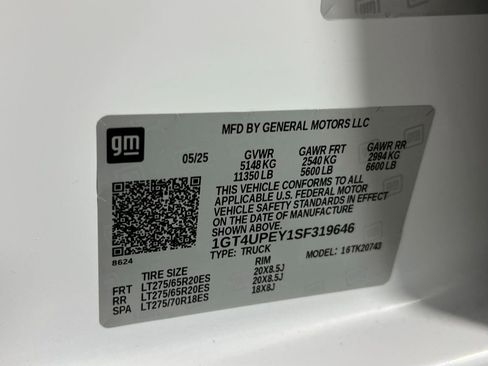 gm
MFD BY GENERAL MOTORS LLC
05/25 GVWR GAWR FRT GAWR RR
5148 KG 2540 KG 2994 KG
11350 LB 5600 LB 6600 LB
THIS VEHICLE CONFORMS TO ALL
APPLICABLE U.S. FEDERAL MOTOR
VEHICLE SAFETY STANDARDS IN EFFECT
ON THE DATE OF MANUFACTURE
SHOWN ABOVE.
1GT4UPEY1SF319646
8624
TYPE: TRUCK MODEL: 16TK20743
TIRE SIZE RIM
FRT LT275/65R20ES 20X8.5J
RR LT275/65R20ES 20X8.5J
SPA LT275/70R18ES 18X8J